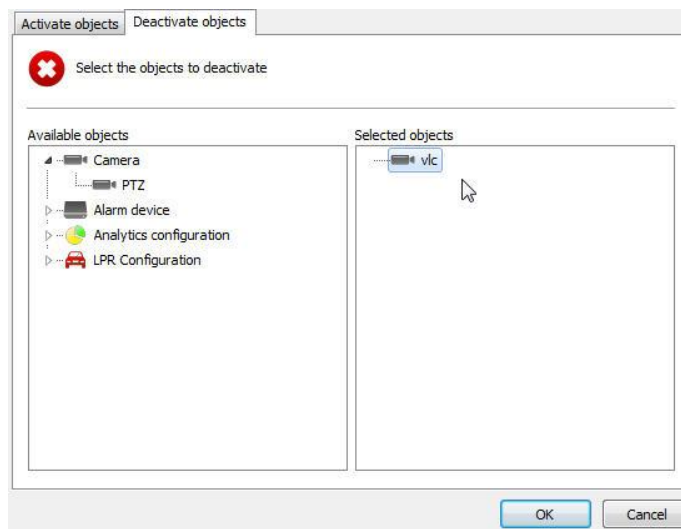 Activate objects
Deactivate objects
Select the objects to deactivate
Available objects
Camera
PTZ
Alarm device
Analytics configuration
LPR Configuration
Selected objects
vlc
OK
Cancel